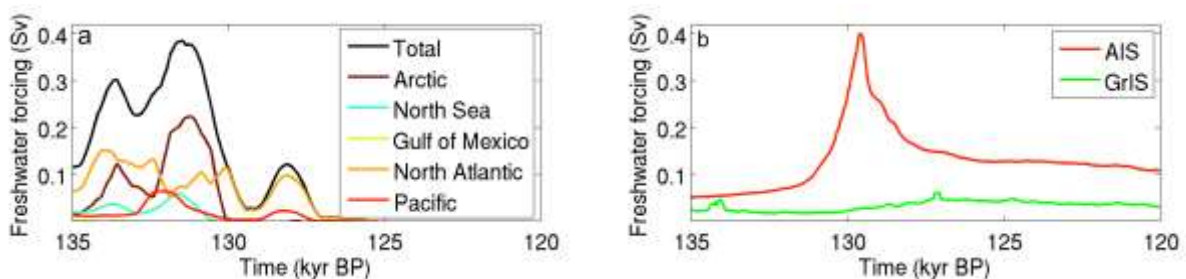 Freshwater forcing (Sv)
a
0.4
0.3
0.2
0.1
135
130
125
120
Time (kyr BP)
Total
Arctic
North Sea
Gulf of Mexico
North Atlantic
Pacific
Freshwater forcing (Sv)
b
0.4
0.3
0.2
0.1
135
130
125
120
Time (kyr BP)
AIS
GrIS